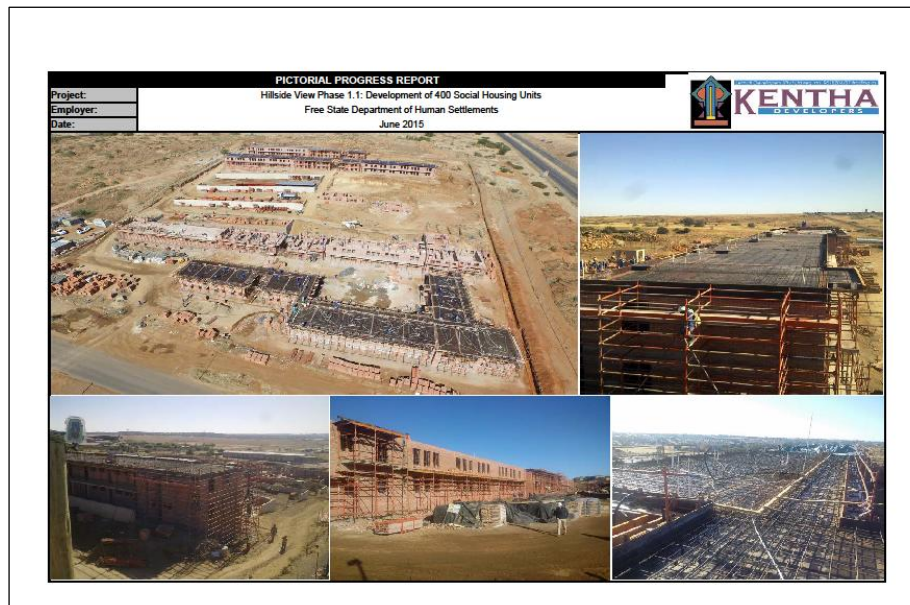 PICTORIAL PROGRESS REPORT
Project: Hillside View Phase 1.1: Development of 400 Social Housing Units
Employer: Free State Department of Human Settlements
Date: June 2015
KENTHA
DEVELOPERS